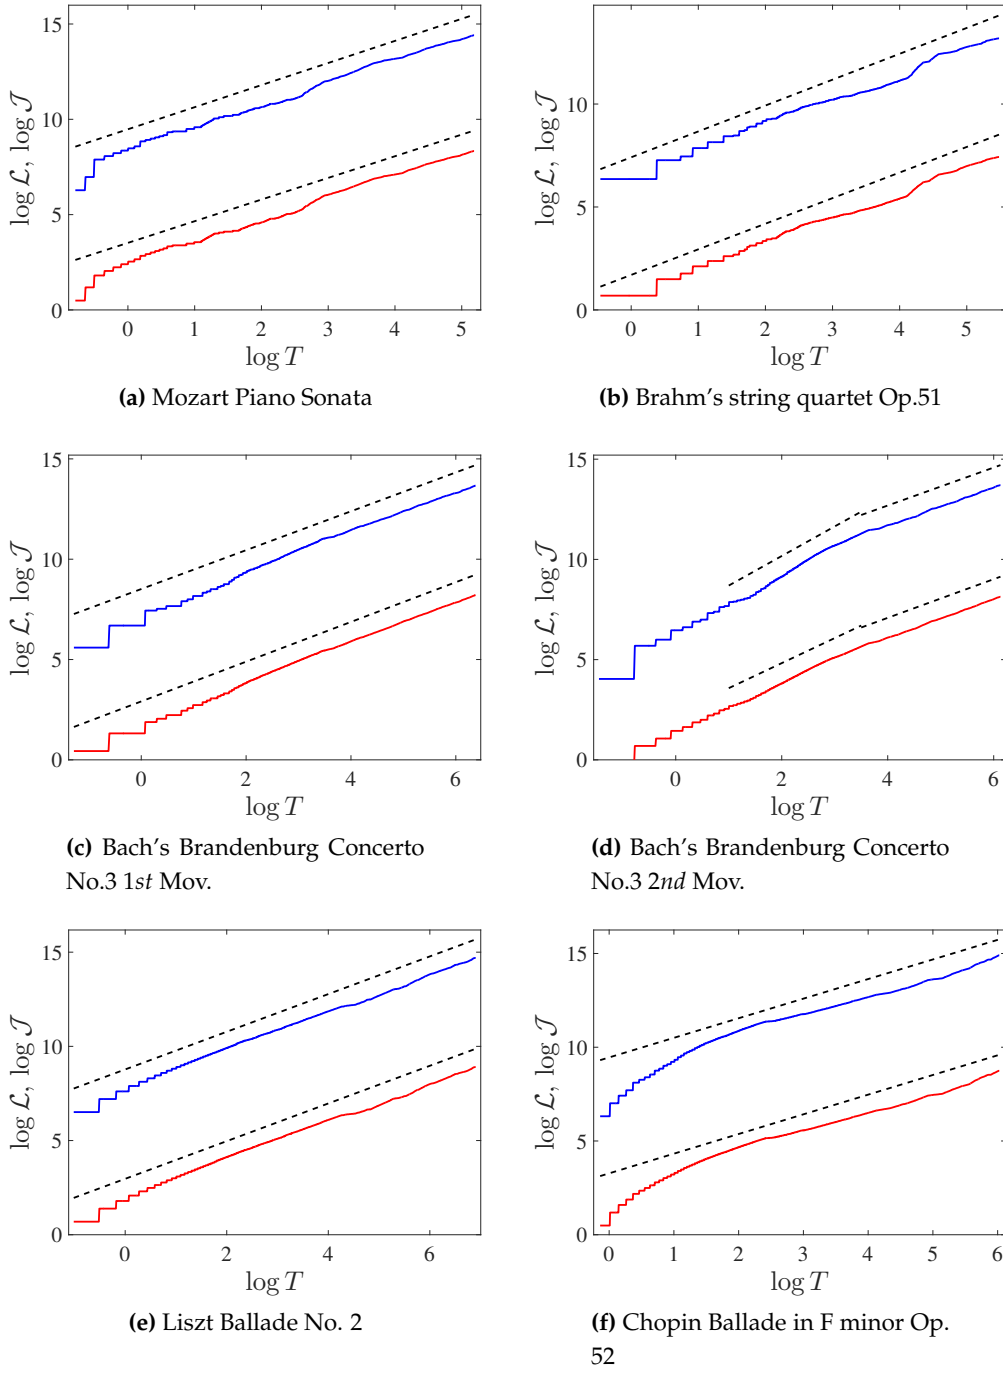 15
10
5
0
log ℒ, log 𝒥
0 1 2 3 4 5
log T
(a) Mozart Piano Sonata
10
5
0
log ℒ, log 𝒥
0 1 2 3 4 5
log T
(b) Brahm's string quartet Op.51
15
10
5
0
log ℒ, log 𝒥
0 2 4 6
log T
(c) Bach's Brandenburg Concerto
No.3 1st Mov.
15
10
5
0
log ℒ, log 𝒥
0 2 4 6
log T
(d) Bach's Brandenburg Concerto
No.3 2nd Mov.
15
10
5
0
log ℒ, log 𝒥
0 2 4 6
log T
(e) Liszt Ballade No. 2
15
10
5
0
log ℒ, log 𝒥
0 1 2 3 4 5 6
log T
(f) Chopin Ballade in F minor Op.
52